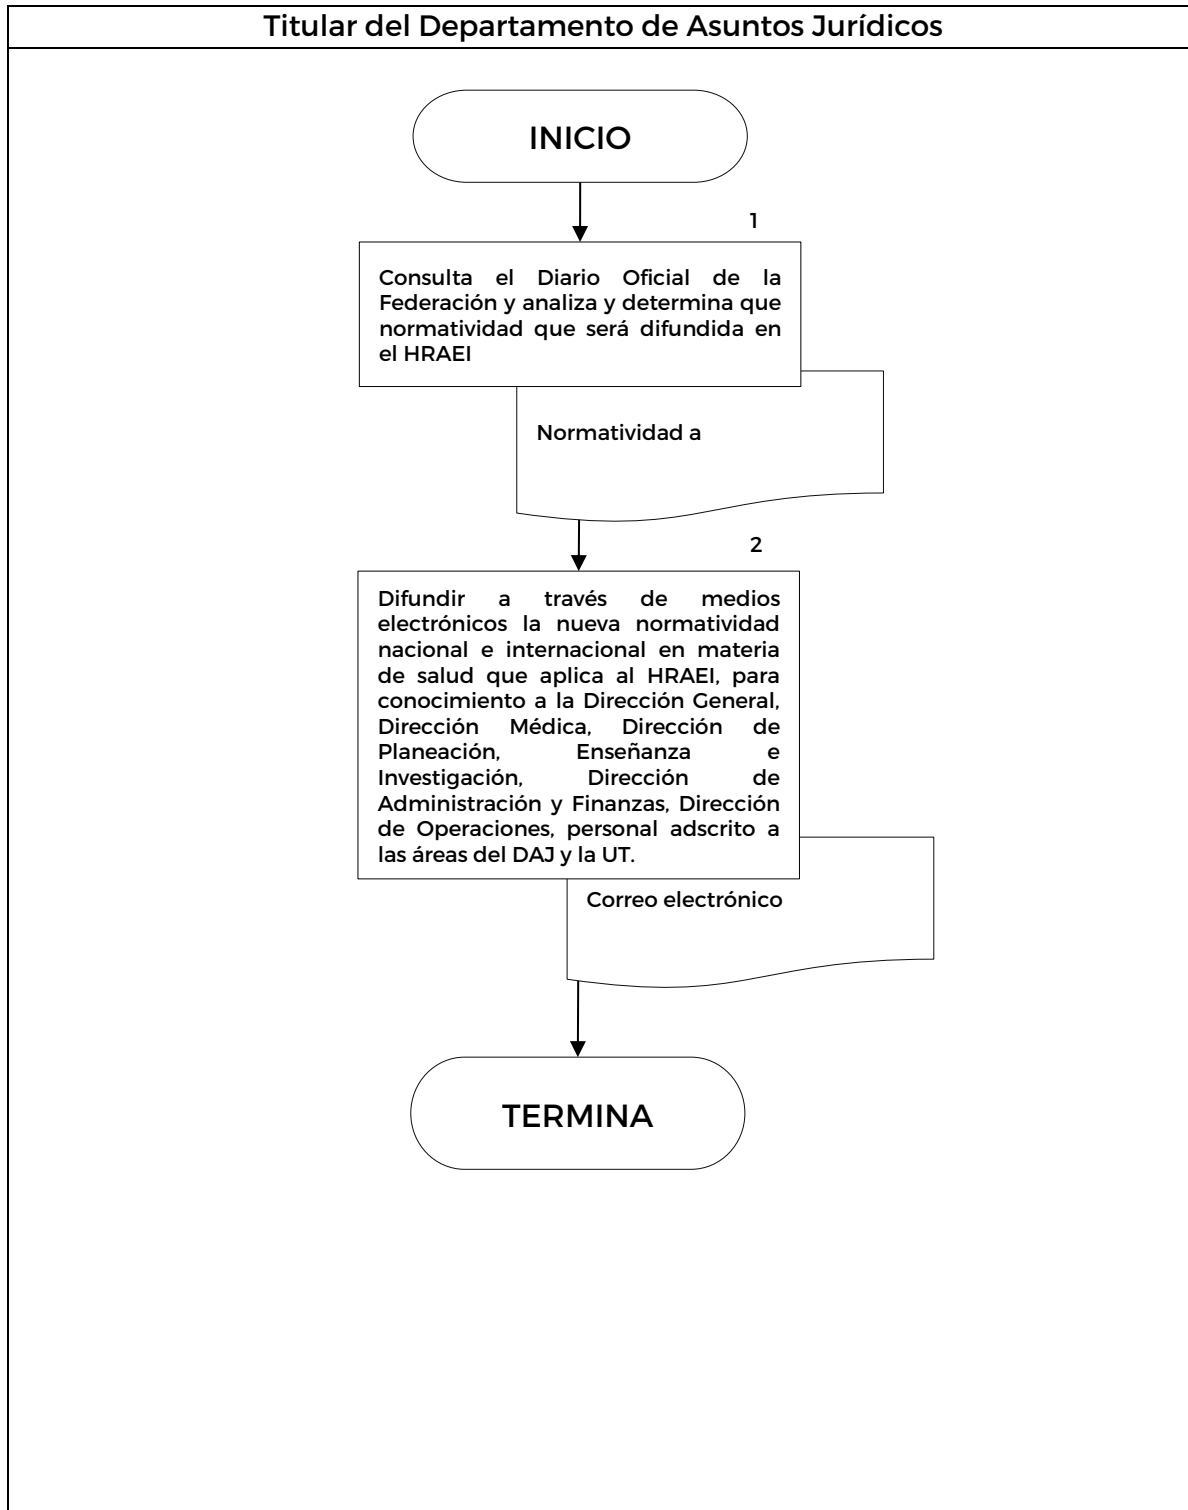 Titular del Departamento de Asuntos Jurídicos
INICIO
1
Consulta el Diario Oficial de la
Federación y analiza y determina que
normatividad que será difundida en
el HRAEI
Normatividad a
2
Difundir a través de medios
electrónicos la nueva normatividad
nacional e internacional en materia
de salud que aplica al HRAEI, para
conocimiento a la Dirección General,
Dirección Médica, Dirección de
Planeación, Enseñanza e
Investigación, Dirección de
Administración y Finanzas, Dirección
de Operaciones, personal adscrito a
las áreas del DAJ y la UT.
Correo electrónico
TERMINA